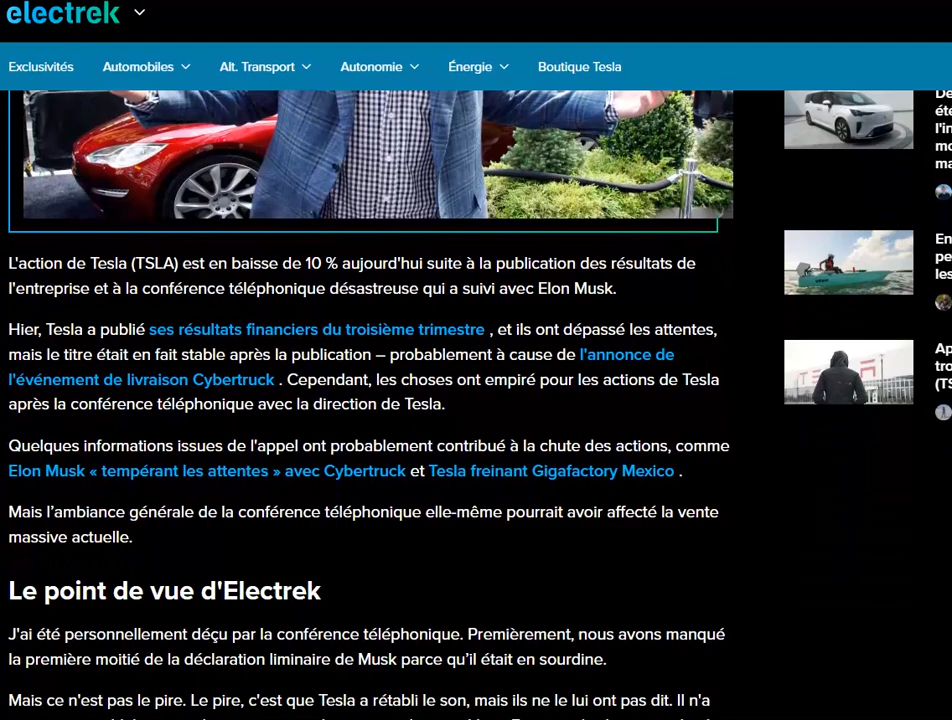 electrek
Exclusivités
Automobiles
Alt. Transport
Autonomie
Énergie
Boutique Tesla
L'action de Tesla (TSLA) est en baisse de 10 % aujourd'hui suite à la publication des résultats de
l'entreprise et à la conférence téléphonique désastreuse qui a suivi avec Elon Musk.
Hier, Tesla a publié ses résultats financiers du troisième trimestre , et ils ont dépassé les attentes,
mais le titre était en fait stable après la publication – probablement à cause de l'annonce de
l'événement de livraison Cybertruck . Cependant, les choses ont empiré pour les actions de Tesla
après la conférence téléphonique avec la direction de Tesla.
Quelques informations issues de l'appel ont probablement contribué à la chute des actions, comme
Elon Musk « tempérant les attentes » avec Cybertruck et Tesla freinant Gigafactory Mexico .
Mais l’ambiance générale de la conférence téléphonique elle-même pourrait avoir affecté la vente
massive actuelle.
Le point de vue d'Electrek
J'ai été personnellement déçu par la conférence téléphonique. Premièrement, nous avons manqué
la première moitié de la déclaration liminaire de Musk parce qu’il était en sourdine.
Mais ce n'est pas le pire. Le pire, c'est que Tesla a rétabli le son, mais ils ne le lui ont pas dit. Il n'a